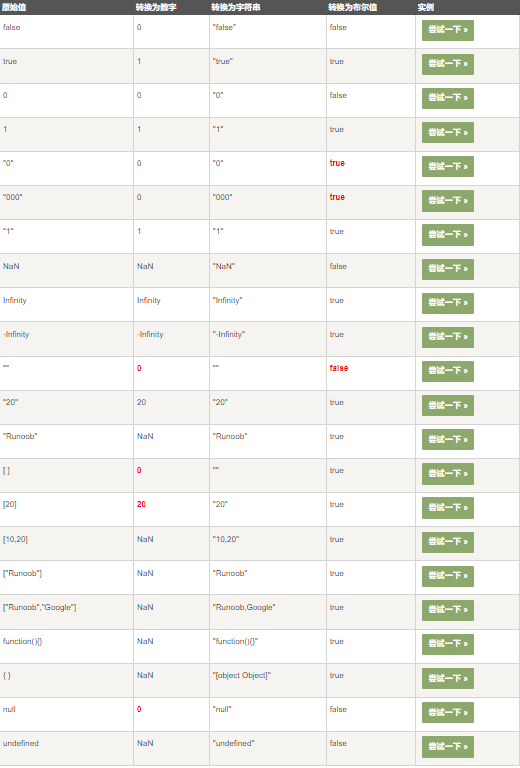 原始值 转换为数字 转换为字符串 转换为布尔值 实例
false 0 "false" false 尝试一下 »
true 1 "true" true 尝试一下 »
0 0 "0" false 尝试一下 »
1 1 "1" true 尝试一下 »
"0" 0 "0" true 尝试一下 »
"000" 0 "000" true 尝试一下 »
"1" 1 "1" true 尝试一下 »
NaN NaN "NaN" false 尝试一下 »
Infinity Infinity "Infinity" true 尝试一下 »
-Infinity -Infinity "-Infinity" true 尝试一下 »
"" 0 "" false 尝试一下 »
"20" 20 "20" true 尝试一下 »
"Runoob" NaN "Runoob" true 尝试一下 »
[ ] 0 "" true 尝试一下 »
[20] 20 "20" true 尝试一下 »
[10,20] NaN "10,20" true 尝试一下 »
["Runoob"] NaN "Runoob" true 尝试一下 »
["Runoob","Google"] NaN "Runoob,Google" true 尝试一下 »
function(){} NaN "function(){}" true 尝试一下 »
{ } NaN "[object Object]" true 尝试一下 »
null 0 "null" false 尝试一下 »
undefined NaN "undefined" false 尝试一下 »